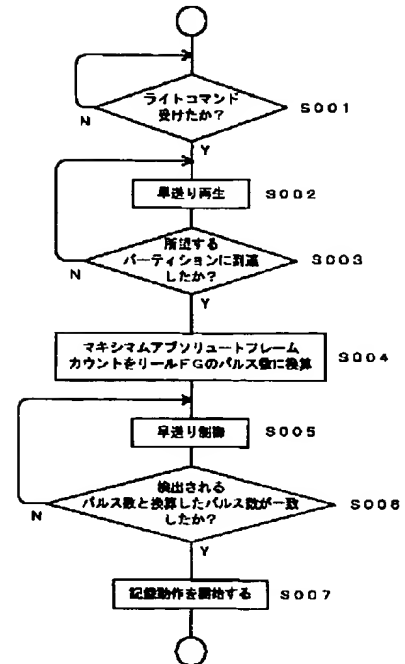 ライトコマンド
受けたか？
S001
N
Y
早送り再生
S002
所望する
パーティションに到達
したか？
S003
N
Y
マキシマムアブソリュートフレーム
カウントをリールFGのパルス数に換算
S004
早送り制御
S005
検出される
パルス数と換算したパルス数が一致
したか？
S006
N
Y
記録動作を開始する
S007